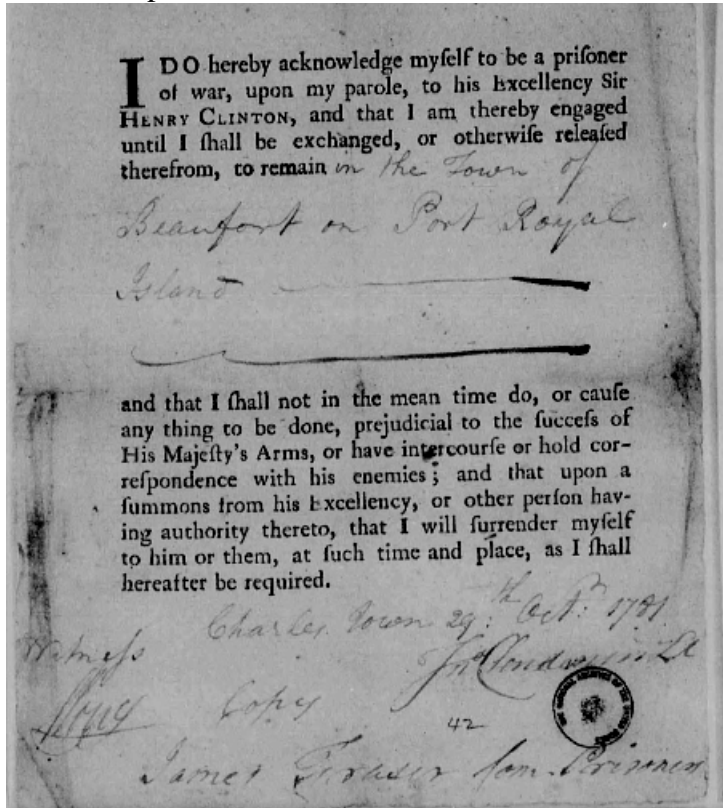 I DO hereby acknowledge myſelf to be a priſoner
of war, upon my parole, to his Excellency Sir
HENRY CLINTON, and that I am thereby engaged
until I ſhall be exchanged, or otherwiſe releaſed
therefrom, to remain in the Town of
Beaufort on Port Royal
Island
and that I ſhall not in the mean time do, or cauſe
any thing to be done, prejudicial to the ſucceſs of
His Majeſty's Arms, or have intercourſe or hold cor-
reſpondence with his enemies; and that upon a
ſummons from his Excellency, or other perſon hav-
ing authority thereto, that I will ſurrender myſelf
to him or them, at ſuch time and place, as I ſhall
hereafter be required.
Charles Town 29th Octr 1781
Witneſs
Copy
42
James Fraser Com. Prisoners